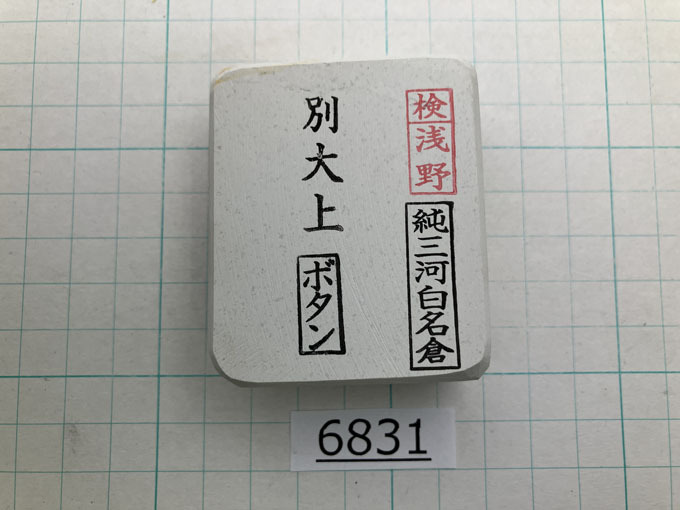 検浅野
純三河白名倉
別大上
ボタン
6831